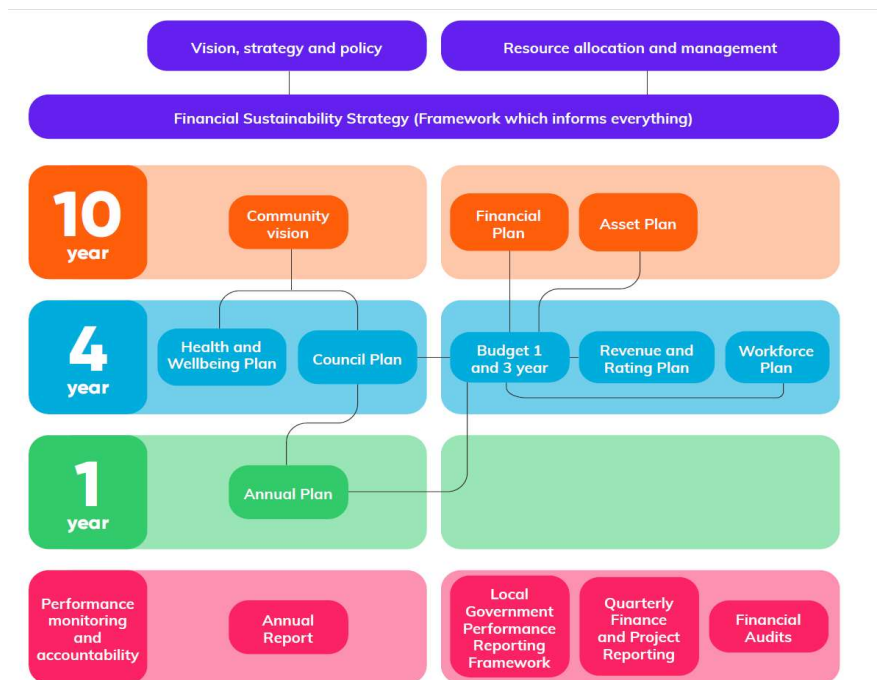 Vision, strategy and policy
Resource allocation and management
Financial Sustainability Strategy (Framework which informs everything)
10
year
Community
vision
Financial
Plan
Asset Plan
4
year
Health and
Wellbeing Plan
Council Plan
Budget 1
and 3 year
Revenue and
Rating Plan
Workforce
Plan
1
year
Annual Plan
Performance
monitoring
and
accountability
Annual
Report
Local
Government
Performance
Reporting
Framework
Quarterly
Finance
and Project
Reporting
Financial
Audits